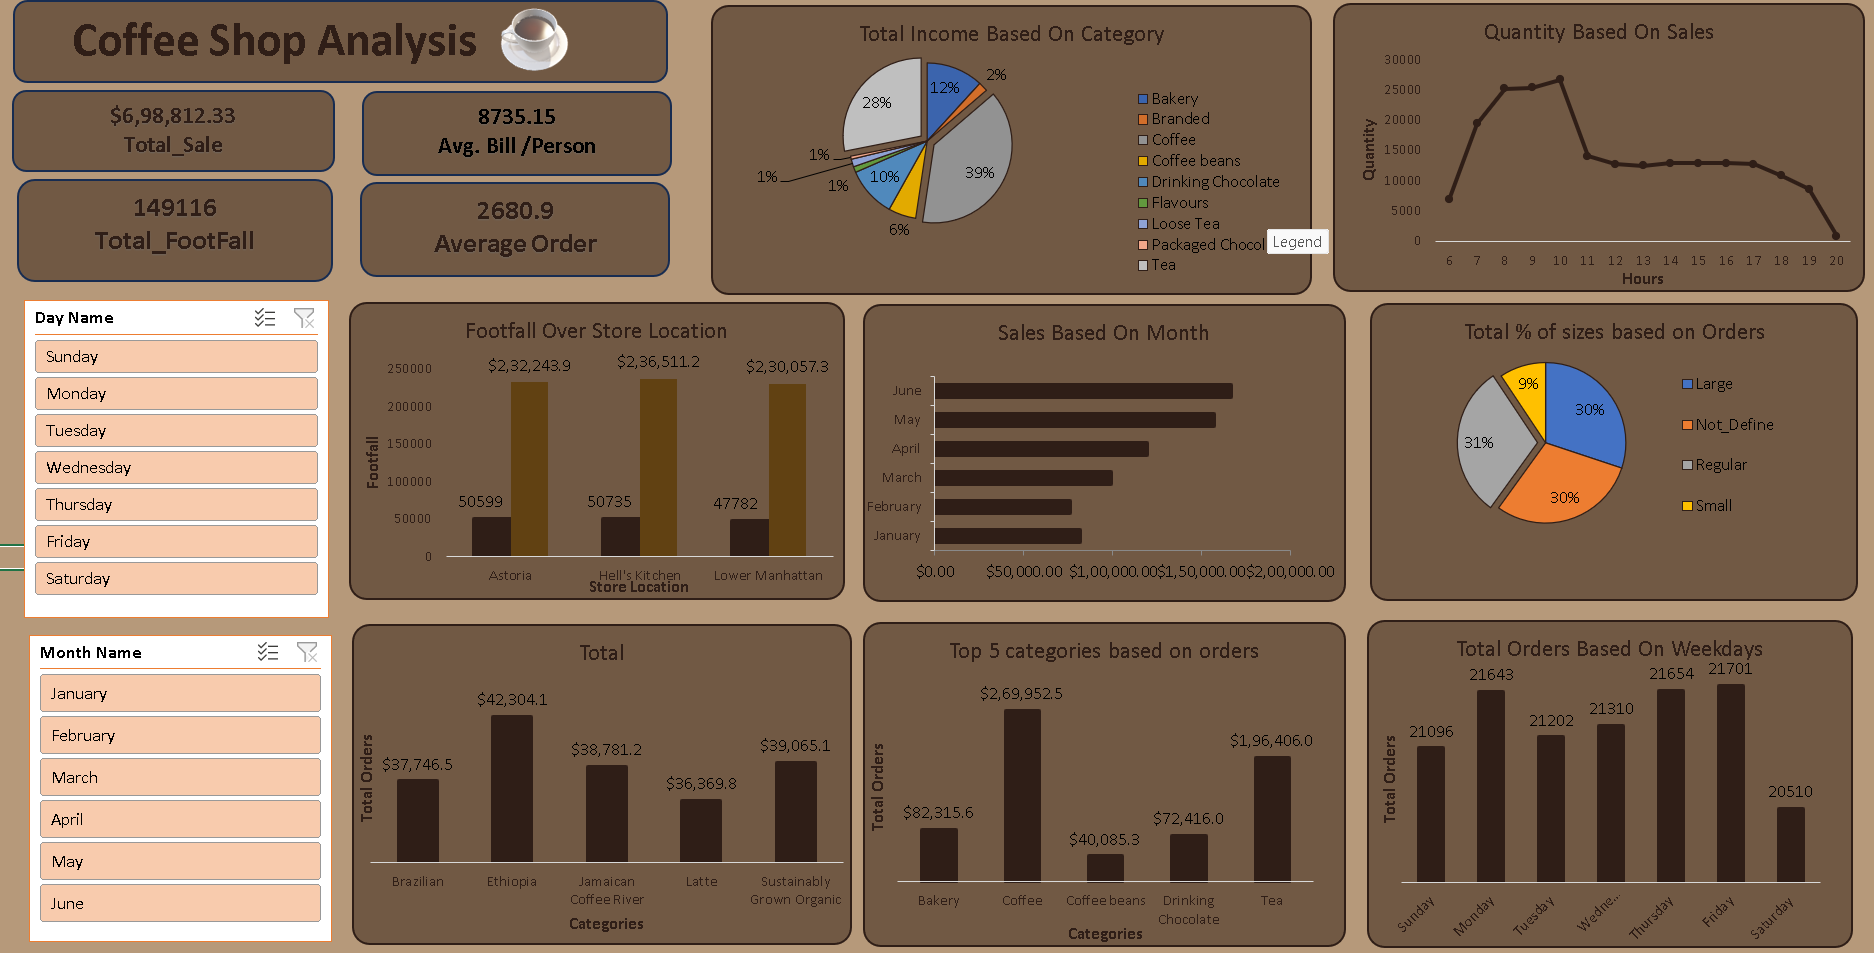 Coffee Shop Analysis
$6,98,812.33
Total_Sale
8735.15
Avg. Bill /Person
149116
Total_FootFall
2680.9
Average Order
Total Income Based On Category
12%
2%
28%
39%
1%
1%
1%
10%
6%
Bakery
Branded
Coffee
Coffee beans
Drinking Chocolate
Flavours
Loose Tea
Packaged Chocol
Tea
Legend
Quantity Based On Sales
30000
25000
20000
15000
10000
5000
0
Quantity
6 7 8 9 10 11 12 13 14 15 16 17 18 19 20
Hours
Day Name
Sunday
Monday
Tuesday
Wednesday
Thursday
Friday
Saturday
Footfall Over Store Location
250000
200000
150000
100000
50000
0
Footfall
$2,32,243.9
$2,36,511.2
$2,30,057.3
50599
50735
47782
Astoria
Hell's Kitchen
Lower Manhattan
Store Location
Sales Based On Month
June
May
April
March
February
January
$0.00 $50,000.00 $1,00,000.00 $1,50,000.00 $2,00,000.00
Total % of sizes based on Orders
9%
30%
31%
30%
Large
Not_Define
Regular
Small
Month Name
January
February
March
April
May
June
Total
Total Orders
$37,746.5
$42,304.1
$38,781.2
$36,369.8
$39,065.1
Brazilian
Ethiopia
Jamaican
Coffee River
Latte
Sustainably
Grown Organic
Categories
Top 5 categories based on orders
Total Orders
$82,315.6
$2,69,952.5
$40,085.3
$72,416.0
$1,96,406.0
Bakery
Coffee
Coffee beans
Drinking
Chocolate
Tea
Categories
Total Orders Based On Weekdays
Total Orders
21096
21643
21202
21310
21654
21701
20510
Sunday
Monday
Tuesday
Wedne...
Thursday
Friday
Saturday